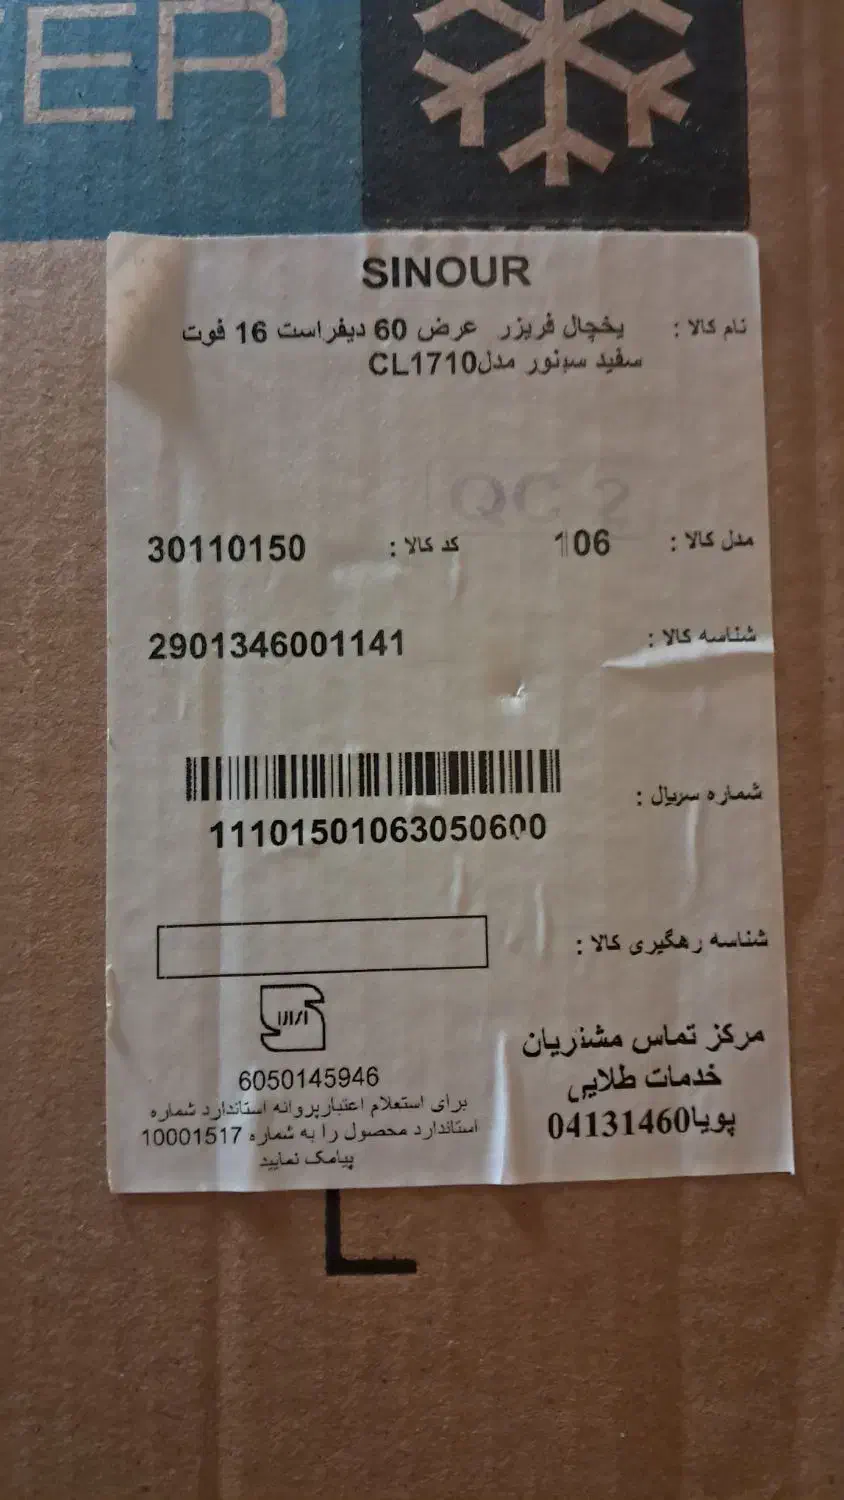 ER
SINOUR
نام کالا : یخچال فریزر عرض 60 دیفراست 16 فوت
سفید سینور مدلCL1710
QC 2
مدل کالا : 106 کد کالا : 30110150
شناسه کالا : 2901346001141
شماره سریال :
11101501063050600
شناسه رهگیری کالا :
مرکز تماس مشتریان
خدمات طلایی
پویا04131460
6050145946
برای استعلام اعتبارپروانه استاندارد شماره
استاندارد محصول را به شماره 10001517
پیامک نمایید
L